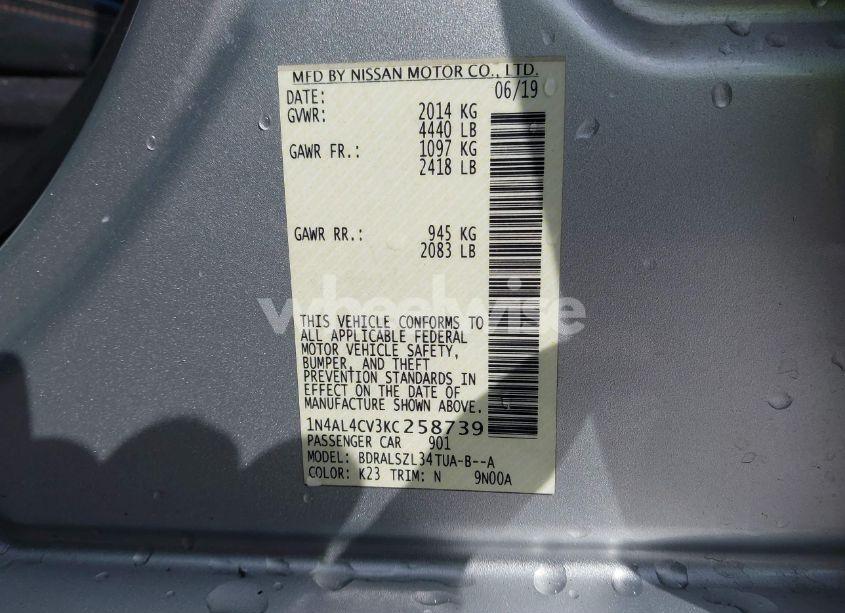 MFD BY NISSAN MOTOR CO., LTD.
DATE: 06/19
GVWR: 2014 KG
4440 LB
GAWR FR.: 1097 KG
2418 LB
GAWR RR.: 945 KG
2083 LB
wheelwise
THIS VEHICLE CONFORMS TO
ALL APPLICABLE FEDERAL
MOTOR VEHICLE SAFETY,
BUMPER, AND THEFT
PREVENTION STANDARDS IN
EFFECT ON THE DATE OF
MANUFACTURE SHOWN ABOVE.
1N4AL4CV3KC258739
PASSENGER CAR 901
MODEL: BDRALSZL34TUA-B--A
COLOR: K23 TRIM: N 9N00A